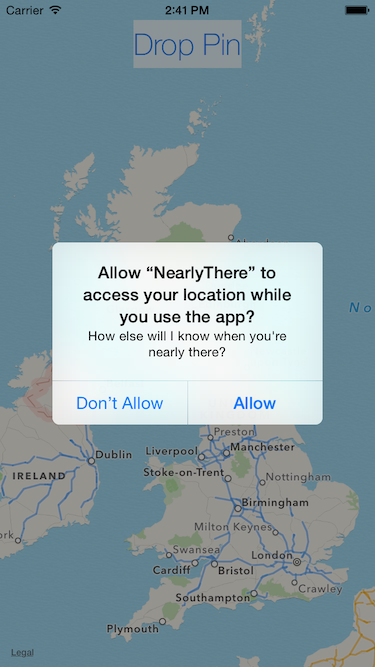 Carrier 2:41 PM
Drop Pin
Allow “NearlyThere” to
access your location while
you use the app?
How else will I know when you're
nearly there?
Don’t Allow Allow
No
Preston
Manchester
Dublin
Liverpool
Stoke-on-Trent
IRELAND
Nottingham
Birmingham
Milton Keynes
rk
Swansea
London
Cardiff
Bristol
Crawley
Southampton
Plymouth
Legal